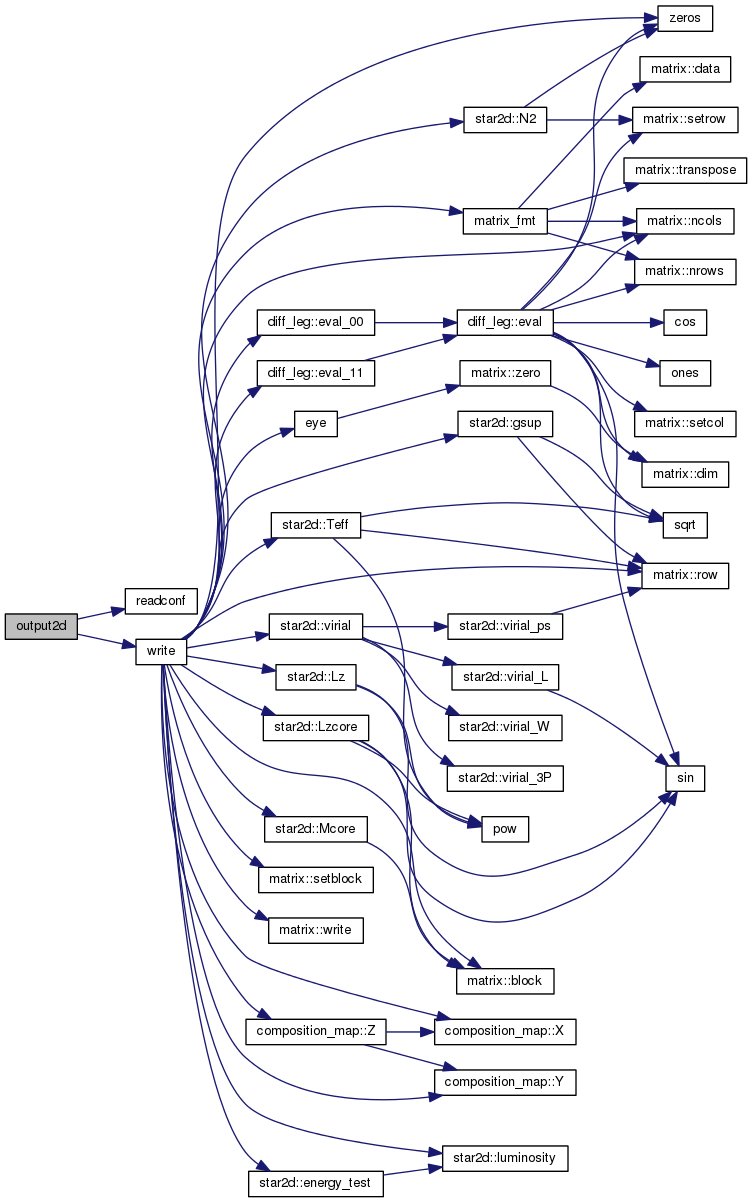 zeros
matrix::data
star2d::N2
matrix::setrow
matrix::transpose
matrix_fmt
matrix::ncols
matrix::nrows
diff_leg::eval_00
diff_leg::eval
cos
diff_leg::eval_11
matrix::zero
ones
eye
star2d::gsup
matrix::setcol
matrix::dim
star2d::Teff
sqrt
matrix::row
readconf
output2d
star2d::virial
star2d::virial_ps
write
star2d::Lz
star2d::virial_L
star2d::Lzcore
star2d::virial_W
star2d::virial_3P
sin
star2d::Mcore
pow
matrix::setblock
matrix::write
matrix::block
composition_map::Z
composition_map::X
composition_map::Y
star2d::luminosity
star2d::energy_test